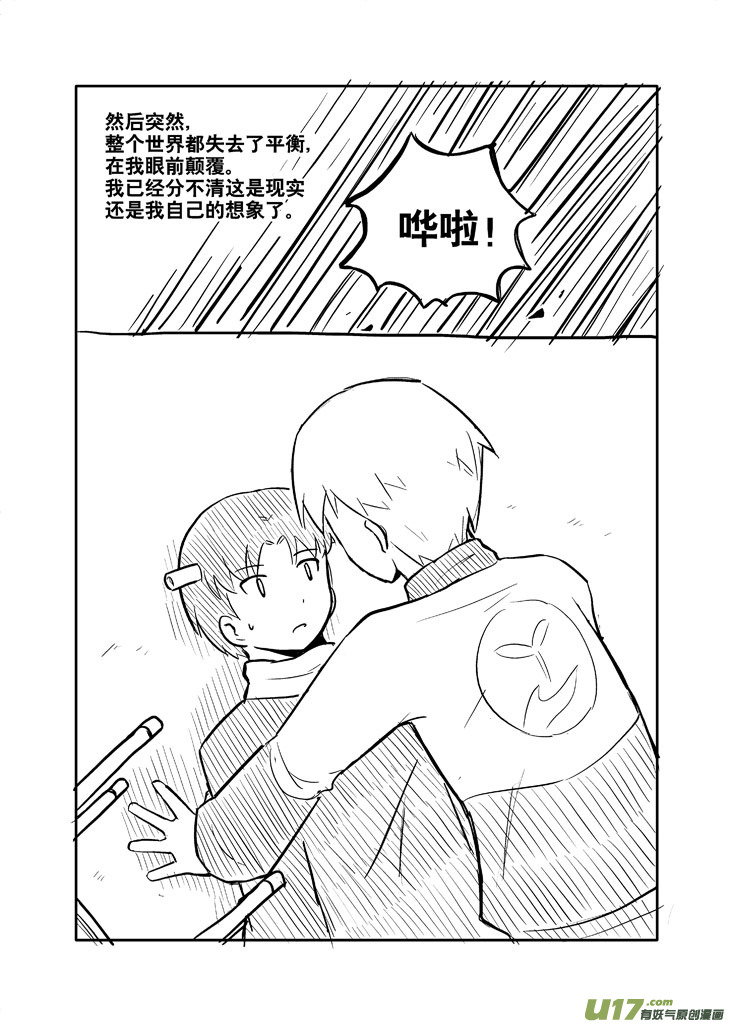 然后突然，
整个世界都失去了平衡，
在我眼前颠覆。
我已经分不清这是现实
还是我自己的想象了。
哗啦！
U17.com
有妖气原创漫画